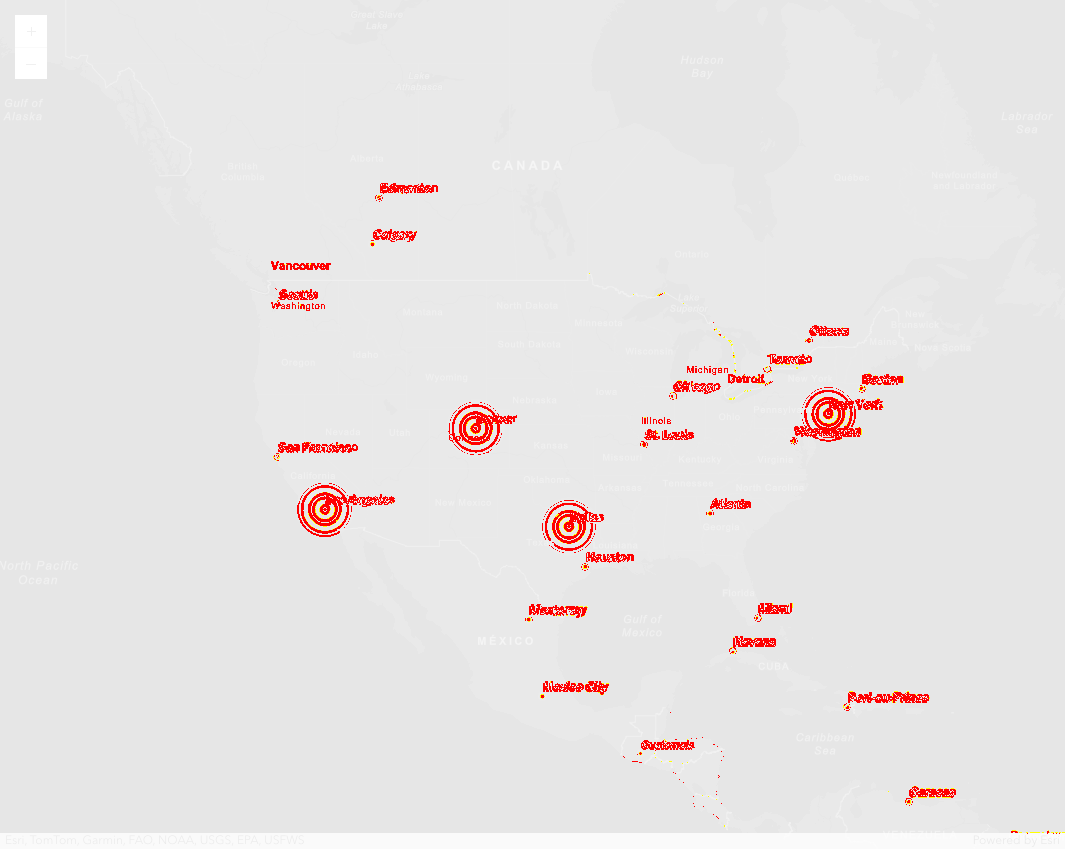 +
Great Slave
Lake
–
Hudson
Bay
Lake
Athabasca
Gulf of
Alaska
Labrador
Sea
Alberta
CANADA
British
Columbia
Quebec
Newfoundland
and Labrador
Edmonton
Calgary
Ontario
Vancouver
Seattle
Washington
Lake
Superior
North Dakota
Montana
New
Brunswick
Minnesota
Ottawa
Oregon
Idaho
South Dakota
Maine
Nova Scotia
Wisconsin
Toronto
Michigan
Detroit
Wyoming
Boston
Chicago
Nebraska
Iowa
New York
Denver
Ohio
Pennsylvania
Illinois
St. Louis
Washington
Nevada
Utah
Colorado
Kansas
San Francisco
Missouri
Kentucky
Virginia
California
Oklahoma
Arkansas
Tennessee
Los Angeles
New Mexico
Atlanta
Dallas
Georgia
Houston
North Pacific
Ocean
Florida
Monterrey
Miami
Gulf of
Mexico
MÉXICO
Havana
CUBA
Mexico City
Port-au-Prince
Caribbean
Sea
Guatemala
Caracas
Esri, TomTom, Garmin, FAO, NOAA, USGS, EPA, USFWS
Powered by Esri